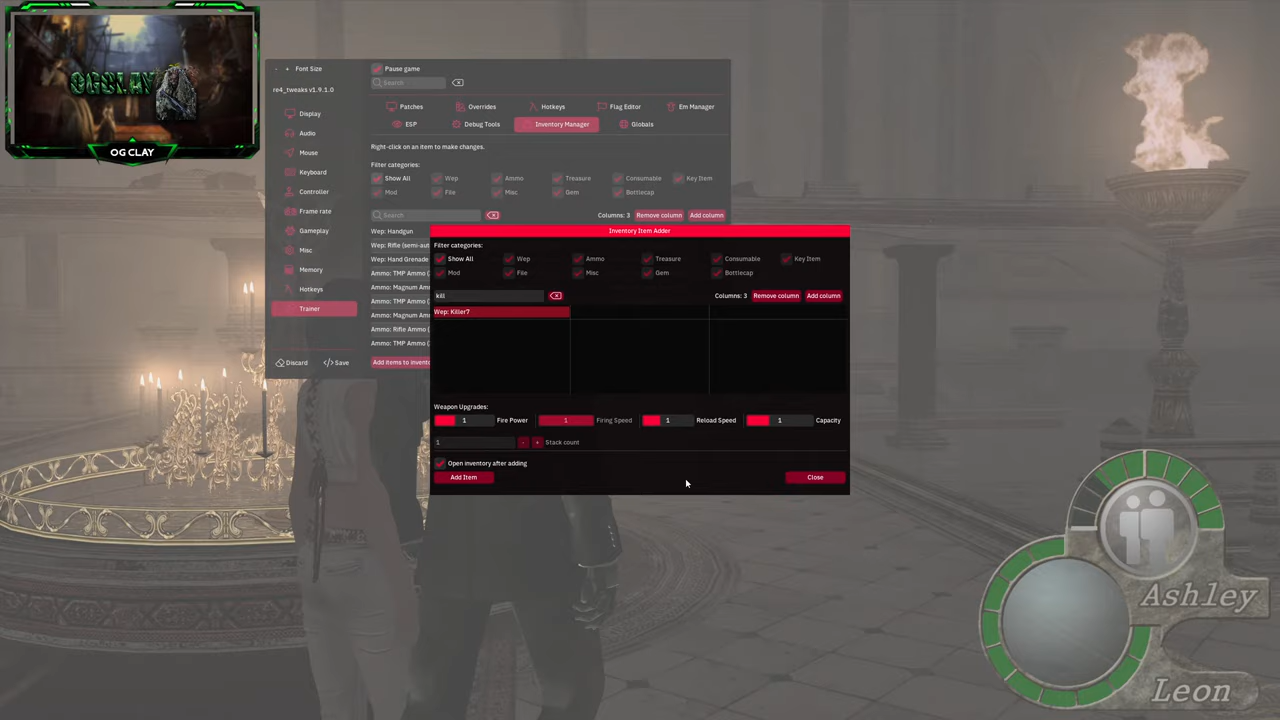 OGSLAY
OG CLAY
- + Font Size
re4_tweaks v1.9.1.0
Display
Audio
Mouse
Keyboard
Controller
Frame rate
Gameplay
Misc
Memory
Hotkeys
Trainer
Discard </> Save
Pause game
Search
Patches Overrides Hotkeys Flag Editor Em Manager
ESP Debug Tools Inventory Manager Globals
Right-click on an item to make changes.
Filter categories:
Show All Wep Ammo Treasure Consumable Key Item
Mod File Misc Gem Bottlecap
Search Columns: 3 Remove column Add column
Wep: Handgun
Wep: Rifle (semi-aut
Wep: Hand Grenade
Ammo: TMP Ammo (
Ammo: Magnum Am
Ammo: TMP Ammo (
Ammo: Magnum Am
Ammo: Rifle Ammo (
Ammo: TMP Ammo (
Add items to invento
Inventory Item Adder
Filter categories:
Show All Wep Ammo Treasure Consumable Key Item
Mod File Misc Gem Bottlecap
kill Columns: 3 Remove column Add column
Wep: Killer7
Weapon Upgrades:
1 Fire Power 1 Firing Speed 1 Reload Speed 1 Capacity
1 - + Stack count
Open inventory after adding
Add Item Close
Ashley
Leon